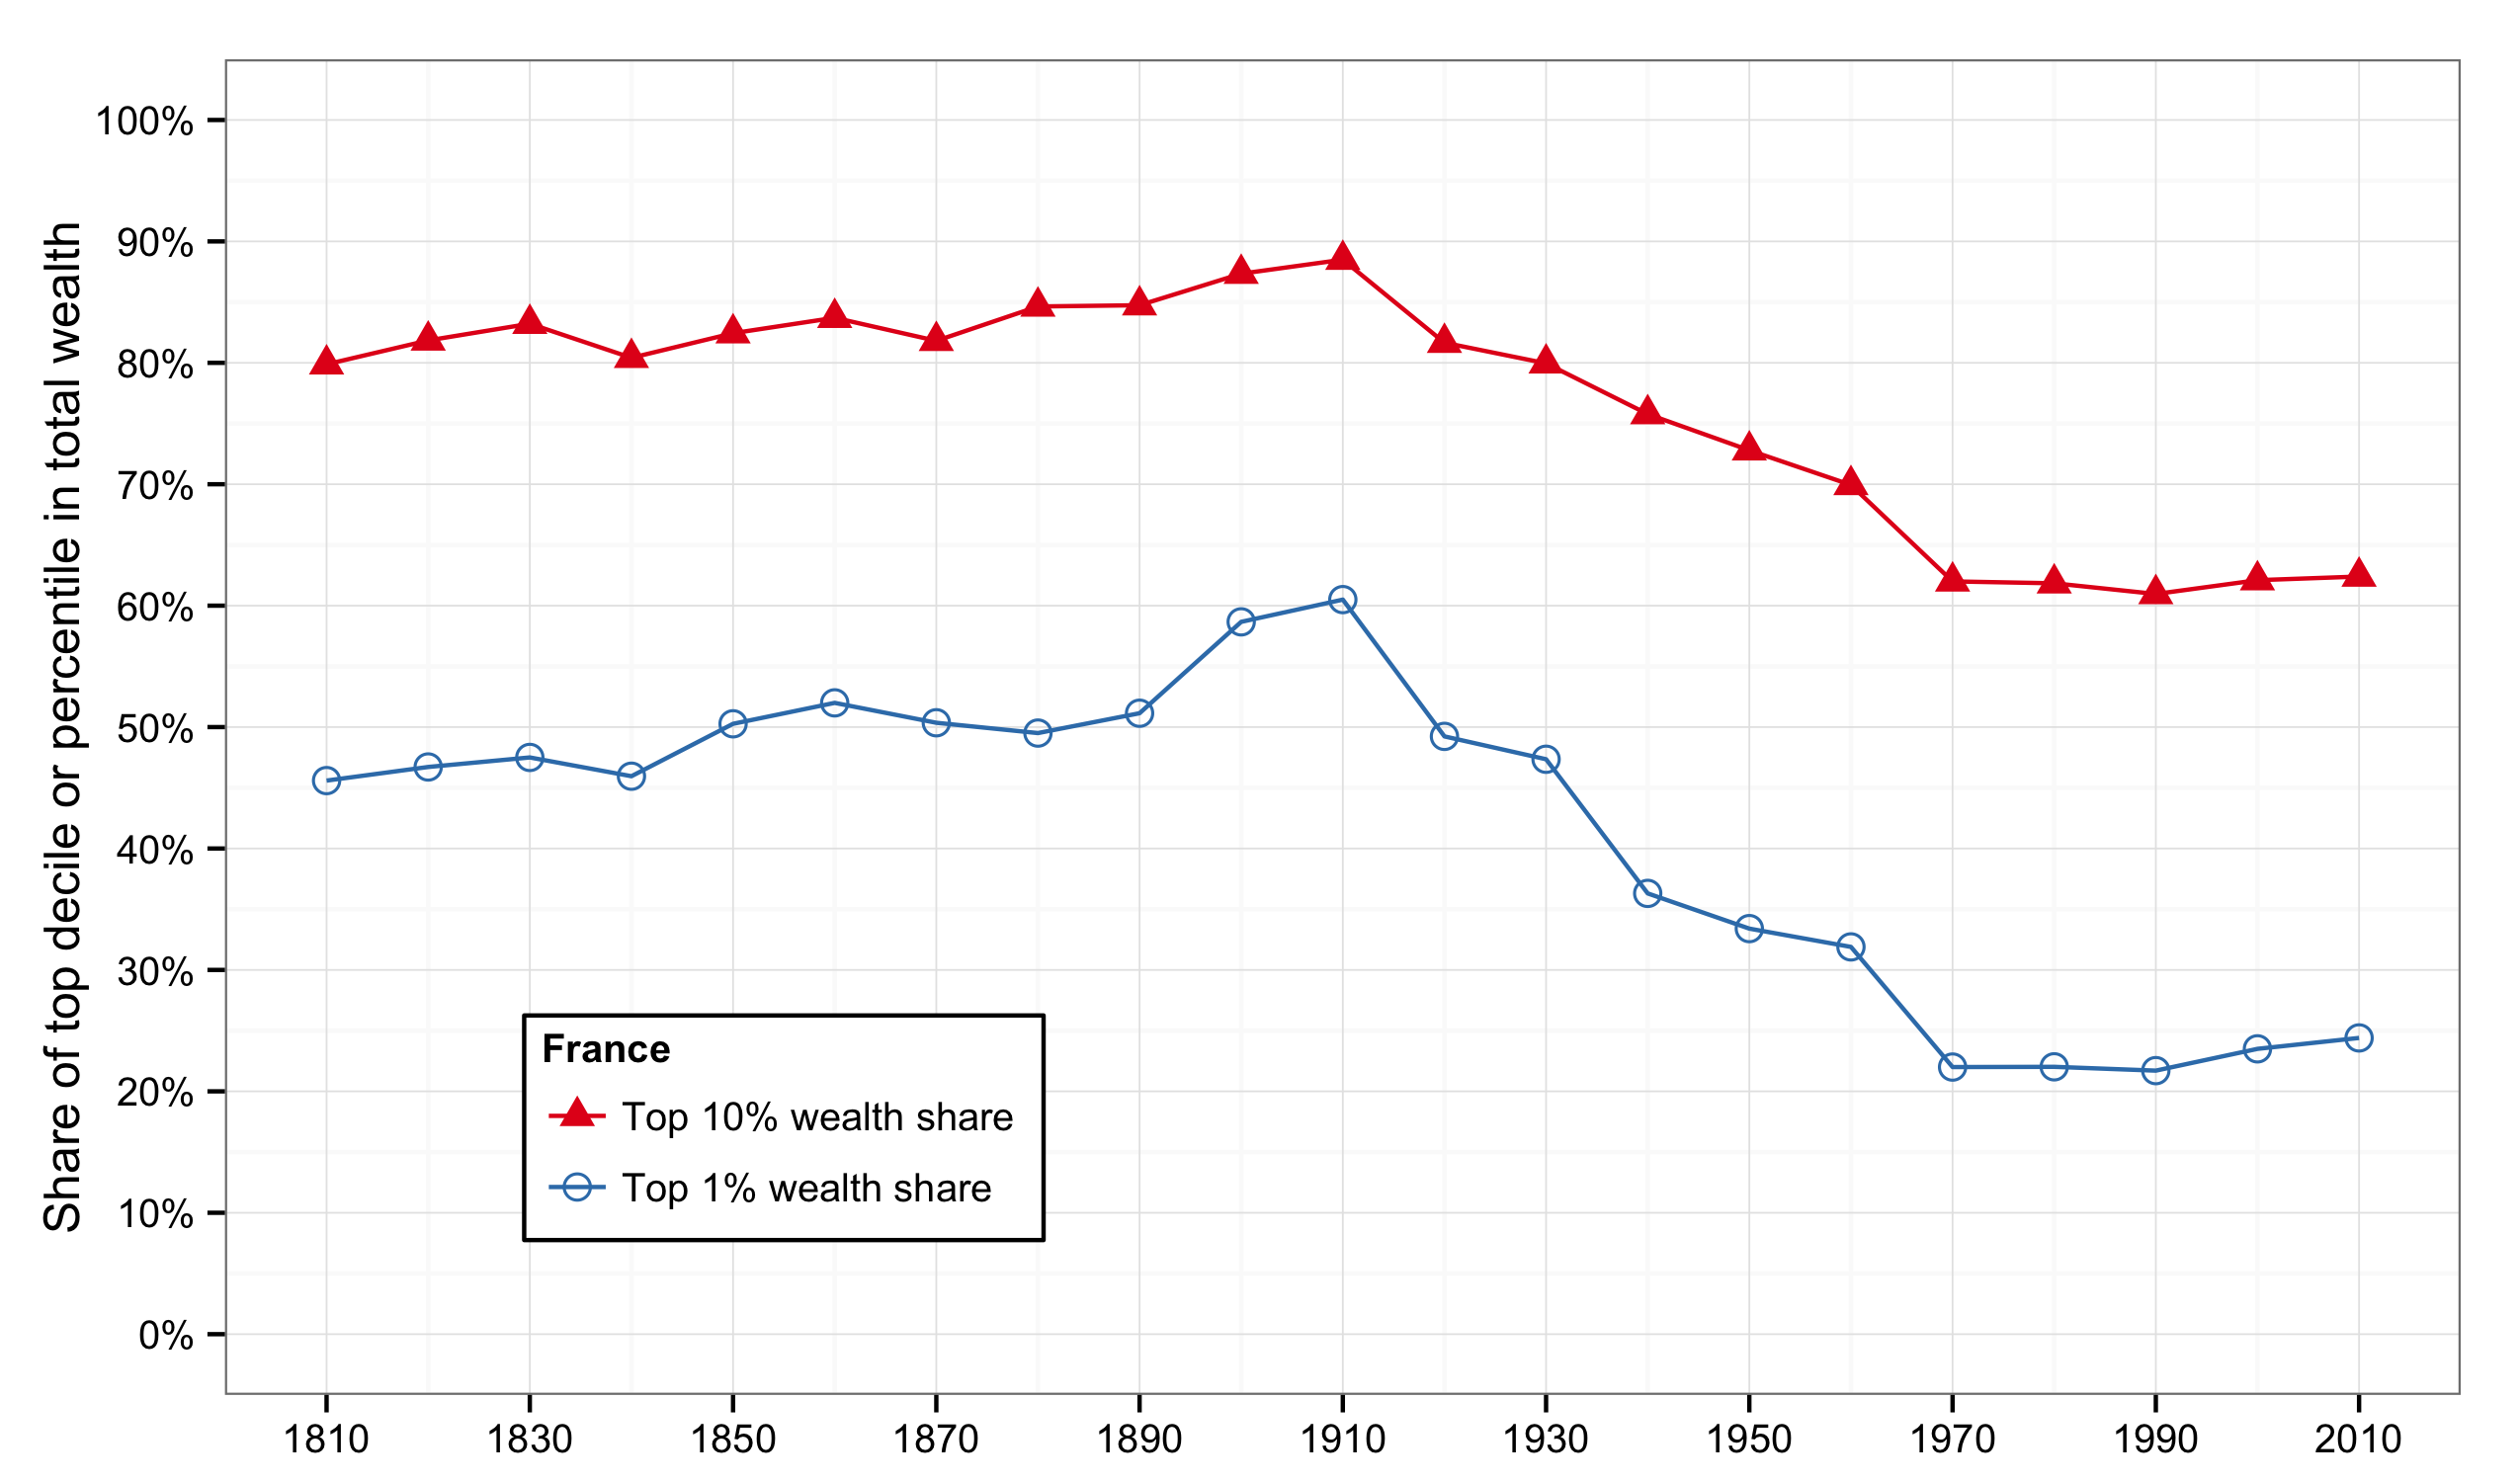 Share of top decile or percentile in total wealth
100%
90%
80%
70%
60%
50%
40%
30%
20%
10%
0%
France
Top 10% wealth share
Top 1% wealth share
1810 1830 1850 1870 1890 1910 1930 1950 1970 1990 2010